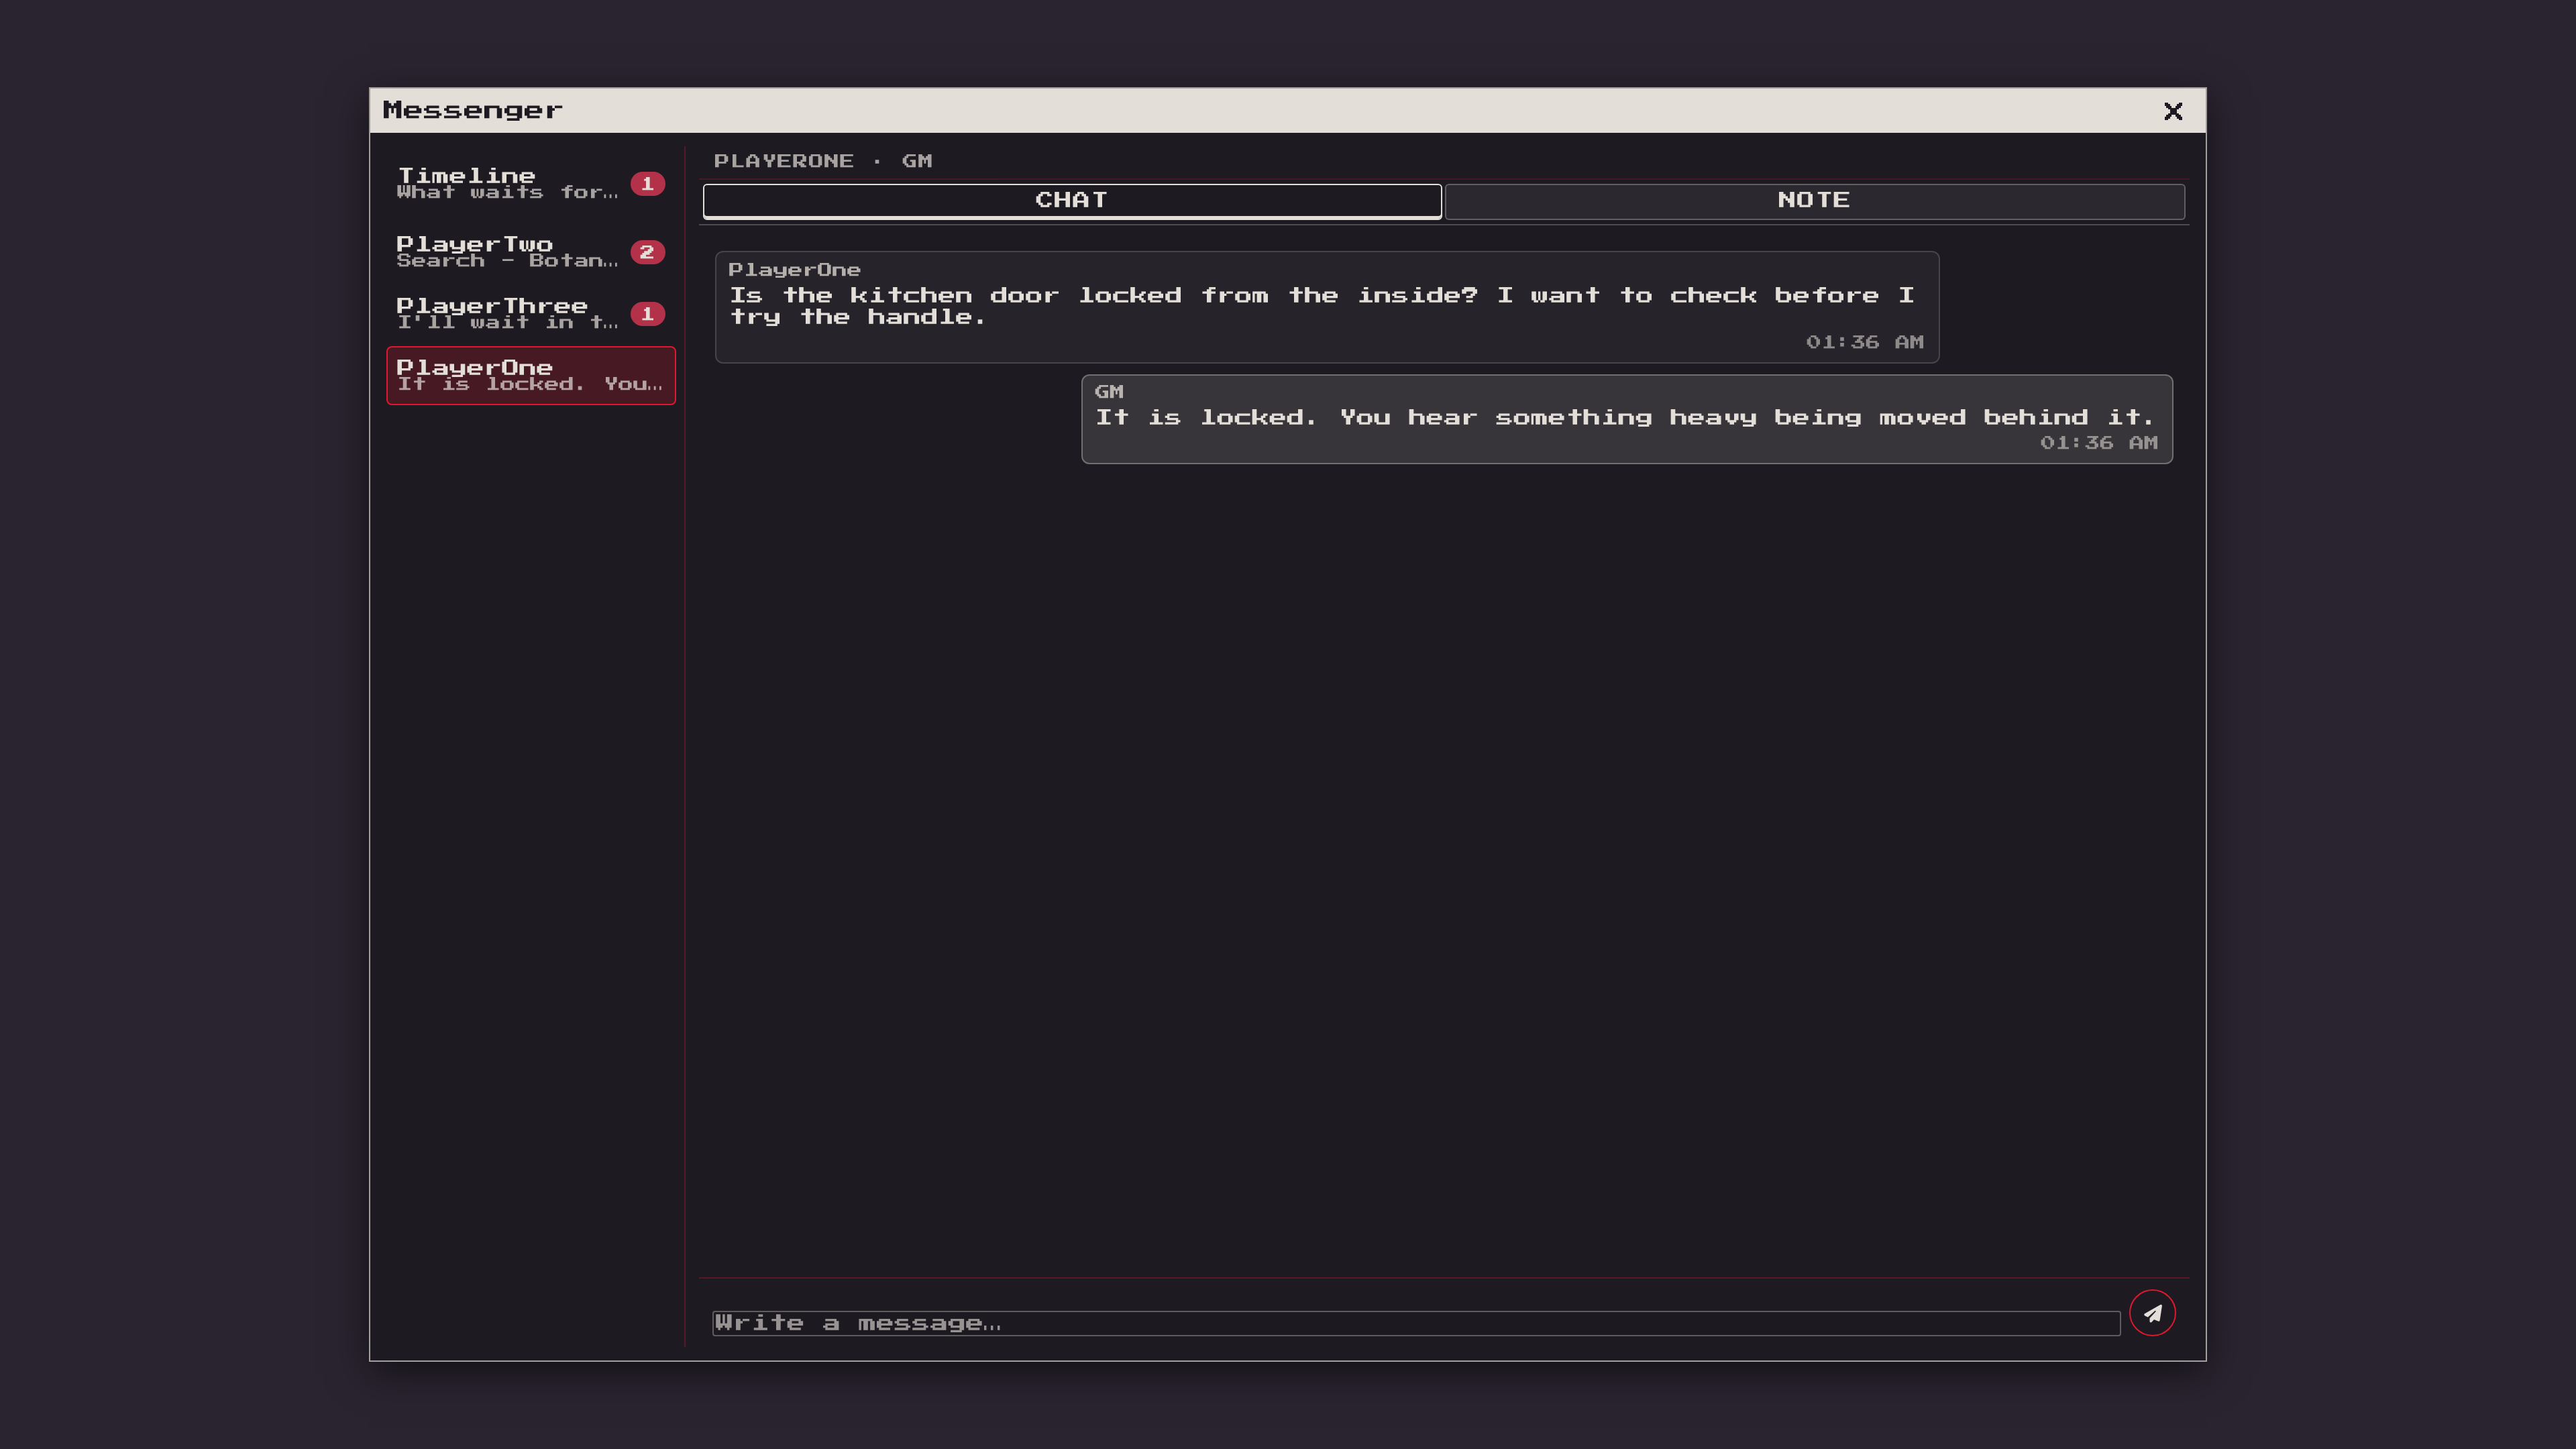 Messenger
Timeline
What waits for…
1
PlayerTwo
Search - Botan…
2
PlayerThree
I'll wait in t…
1
PlayerOne
It is locked. You…
PLAYERONE · GM
CHAT
NOTE
PlayerOne
Is the kitchen door locked from the inside? I want to check before I
try the handle.
01:36 AM
GM
It is locked. You hear something heavy being moved behind it.
01:36 AM
Write a message…